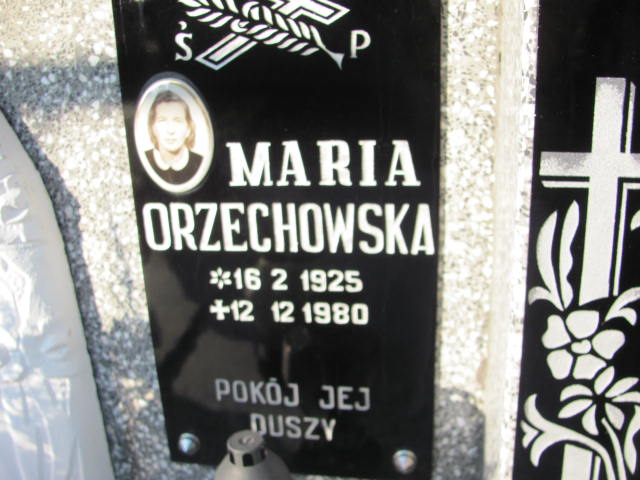 Ś P
MARIA
ORZECHOWSKA
*16 2 1925
+12 12 1980
POKÓJ JEJ
DUSZY